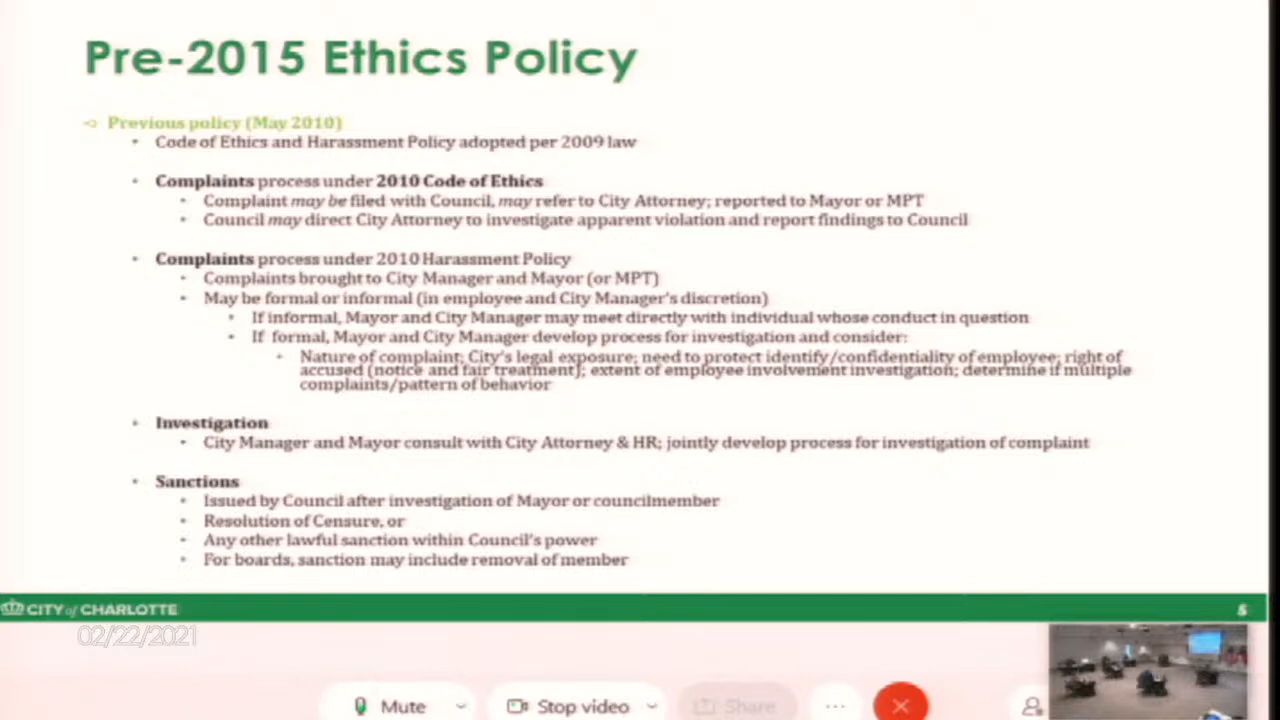 Pre-2015 Ethics Policy
Previous policy (May 2010)
• Code of Ethics and Harassment Policy adopted per 2009 law
• Complaints process under 2010 Code of Ethics
• Complaint may be filed with Council, may refer to City Attorney; reported to Mayor or MPT
• Council may direct City Attorney to investigate apparent violation and report findings to Council
• Complaints process under 2010 Harassment Policy
• Complaints brought to City Manager and Mayor (or MPT)
• May be formal or informal (in employee and City Manager's discretion)
• If informal, Mayor and City Manager may meet directly with individual whose conduct in question
• If formal, Mayor and City Manager develop process for investigation and consider:
• Nature of complaint; City's legal exposure; need to protect identify/confidentiality of employee; right of
accused (notice and fair treatment); extent of employee involvement investigation; determine if multiple
complaints/pattern of behavior
• Investigation
• City Manager and Mayor consult with City Attorney & HR; jointly develop process for investigation of complaint
• Sanctions
• Issued by Council after investigation of Mayor or councilmember
• Resolution of Censure, or
• Any other lawful sanction within Council's power
• For boards, sanction may include removal of member
CITY of CHARLOTTE
5
02/22/2021
Mute
Stop video
Share